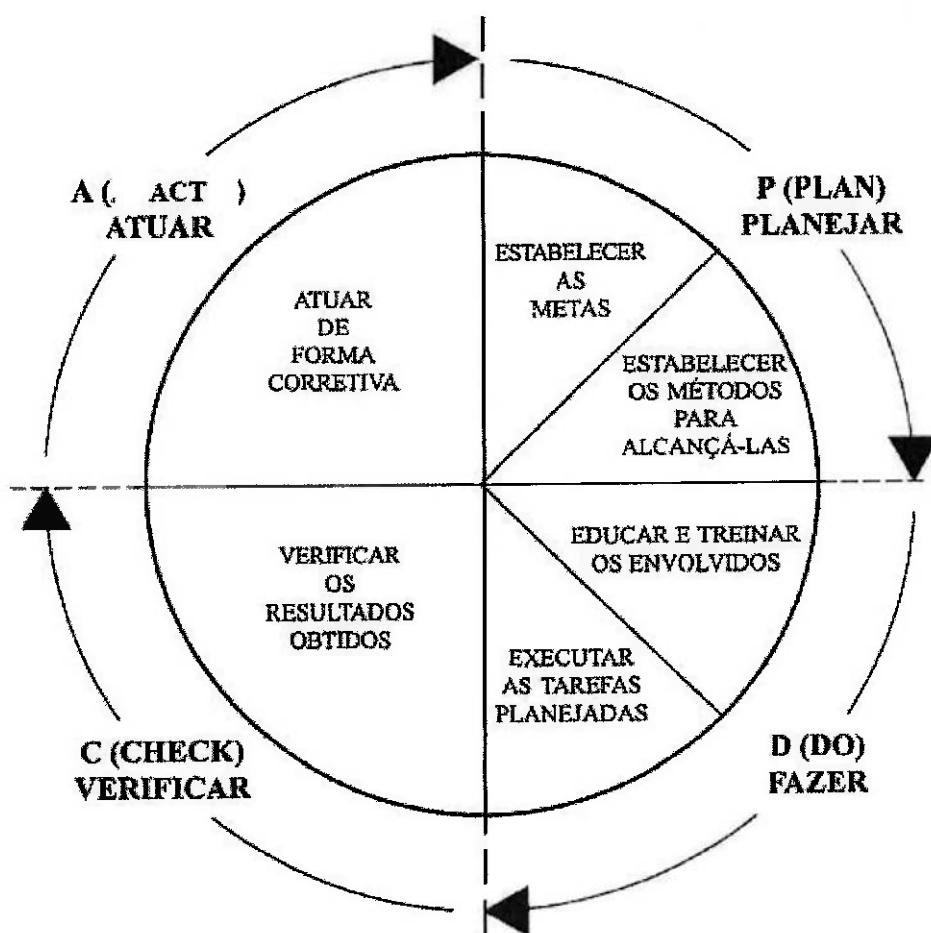 A (. ACT )
ATUAR
P (PLAN)
PLANEJAR
ESTABELECER
AS
METAS
ATUAR
DE
FORMA
CORRETIVA
ESTABELECER
OS MÉTODOS
PARA
ALCANÇÁ-LAS
EDUCAR E TREINAR
OS ENVOLVIDOS
VERIFICAR
OS
RESULTADOS
OBTIDOS
EXECUTAR
AS TAREFAS
PLANEJADAS
C (CHECK)
VERIFICAR
D (DO)
FAZER